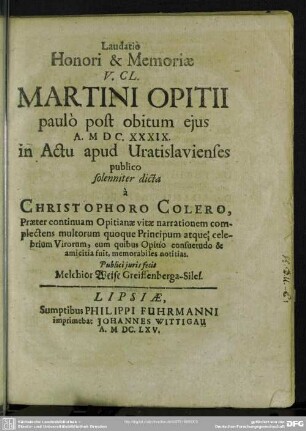 Laudatio
Honori & Memoriæ
V. CL.
MARTINI OPITII
paulò post obitum ejus
A. M DC. XXXIX.
in Actu apud Uratislavienses
publico
solenniter dicta
à
CHRISTOPHORO COLERO,
Præter continuam Opitianæ vitæ narrationem com-
plectens multorum quoque Principum atque; cele-
brium Virorum, cum quibus Opitio consuetudo &
amicitia fuit, memorabiles notitias.
Publici juris fecit
Melchior Weise Greiffenberga-Siles.
LIPSIÆ,
Sumptibus PHILIPPI FUHRMANNI
imprimebat JOHANNES WITTIGAU
A. M DC. LXV.
DFG